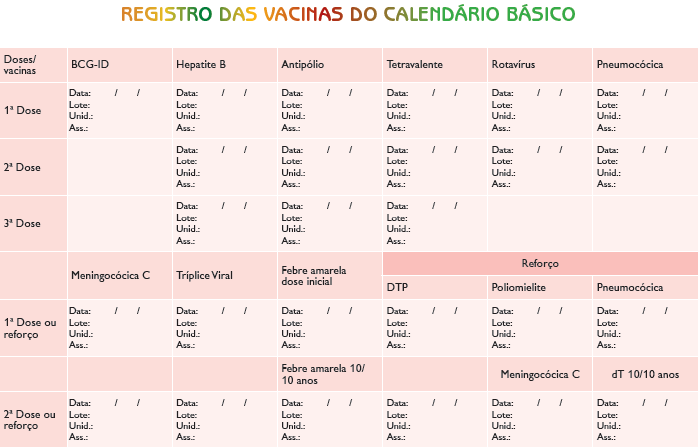 REGISTRO DAS VACINAS DO CALENDÁRIO BÁSICO
Doses/
vacinas
BCG-ID
Hepatite B
Antipólio
Tetravalente
Rotavírus
Pneumocócica
1ª Dose
Data: / /
Lote:
Unid.:
Ass.:
Data: / /
Lote:
Unid.:
Ass.:
Data: / /
Lote:
Unid.:
Ass.:
Data: / /
Lote:
Unid.:
Ass.:
Data: / /
Lote:
Unid.:
Ass.:
Data: / /
Lote:
Unid.:
Ass.:
2ª Dose
Data: / /
Lote:
Unid.:
Ass.:
Data: / /
Lote:
Unid.:
Ass.:
Data: / /
Lote:
Unid.:
Ass.:
Data: / /
Lote:
Unid.:
Ass.:
Data: / /
Lote:
Unid.:
Ass.:
3ª Dose
Data: / /
Lote:
Unid.:
Ass.:
Data: / /
Lote:
Unid.:
Ass.:
Data: / /
Lote:
Unid.:
Ass.:
Meningocócica C
Tríplice Viral
Febre amarela
dose inicial
Reforço
DTP
Poliomielite
Pneumocócica
1ª Dose ou
reforço
Data: / /
Lote:
Unid.:
Ass.:
Data: / /
Lote:
Unid.:
Ass.:
Data: / /
Lote:
Unid.:
Ass.:
Data: / /
Lote:
Unid.:
Ass.:
Data: / /
Lote:
Unid.:
Ass.:
Data: / /
Lote:
Unid.:
Ass.:
Febre amarela 10/
10 anos
Meningocócica C
dT 10/10 anos
2ª Dose ou
reforço
Data: / /
Lote:
Unid.:
Ass.:
Data: / /
Lote:
Unid.:
Ass.:
Data: / /
Lote:
Unid.:
Ass.:
Data: / /
Lote:
Unid.:
Ass.:
Data: / /
Lote:
Unid.:
Ass.:
Data: / /
Lote:
Unid.:
Ass.: